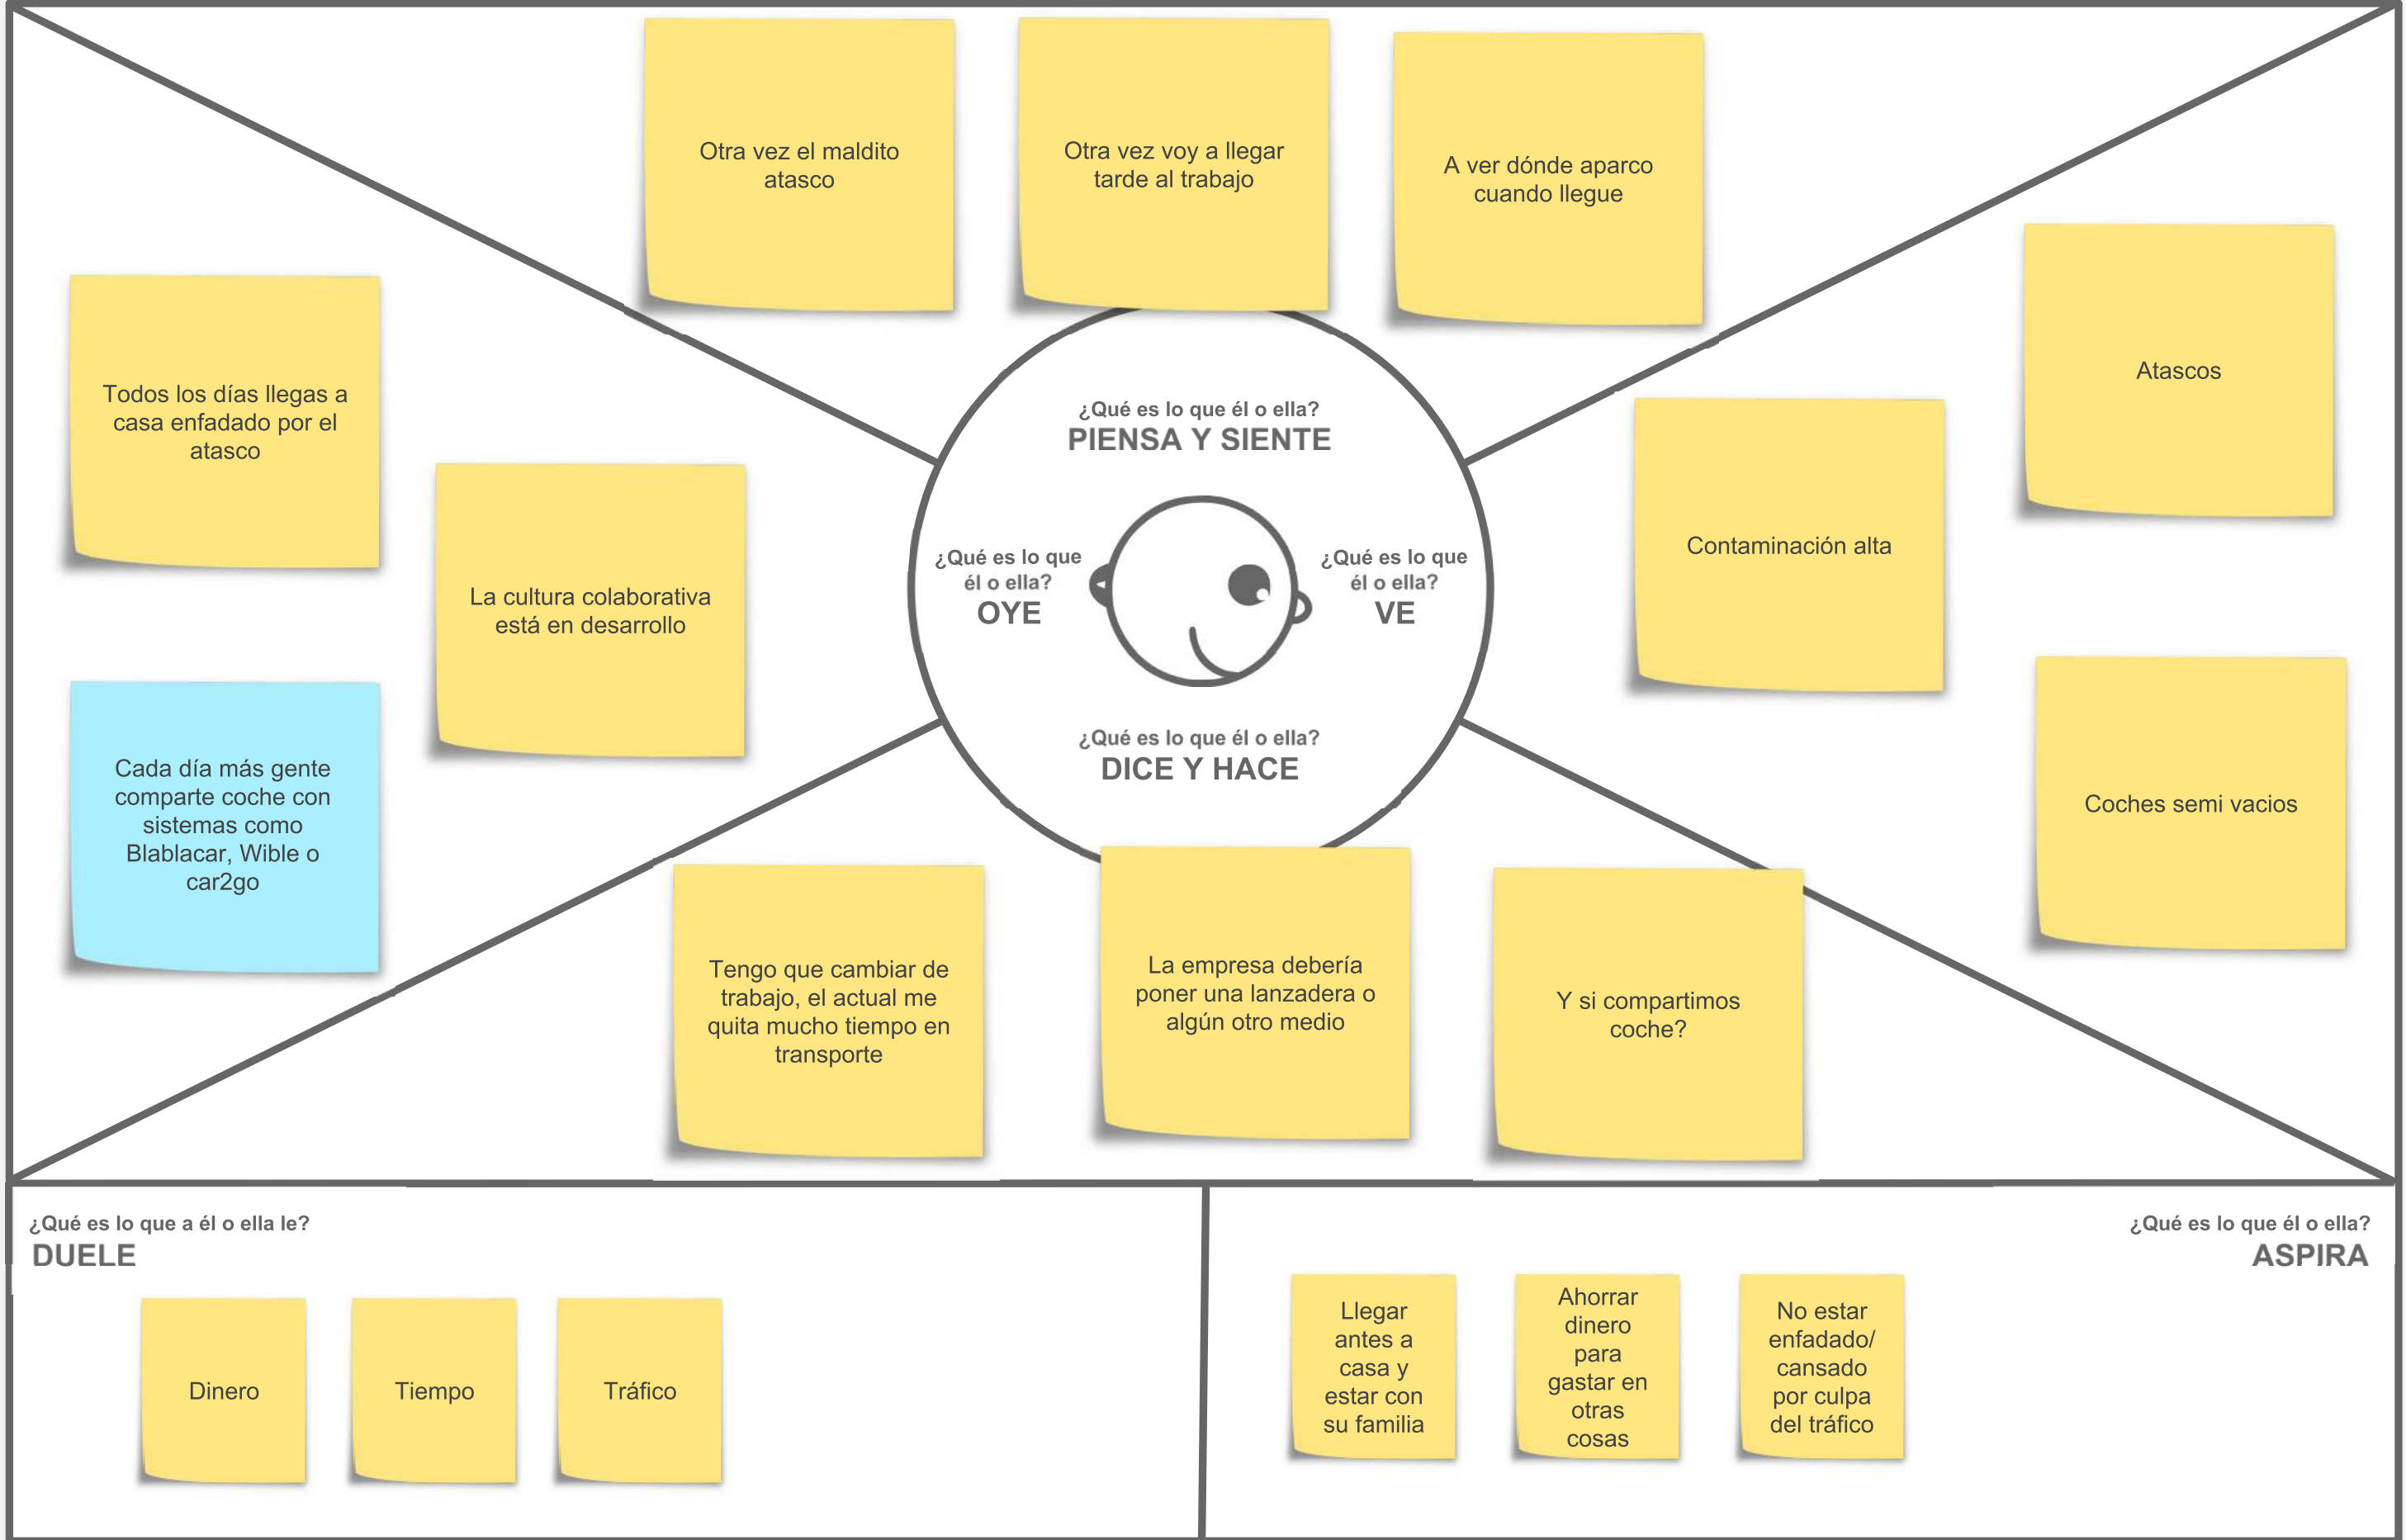 Otra vez el maldito
atasco
Otra vez voy a llegar
tarde al trabajo
A ver dónde aparco
cuando llegue
Todos los días llegas a
casa enfadado por el
atasco
La cultura colaborativa
está en desarrollo
Cada día más gente
comparte coche con
sistemas como
Blablacar, Wible o
car2go
¿Qué es lo que él o ella?
PIENSA Y SIENTE
¿Qué es lo que
él o ella?
OYE
¿Qué es lo que
él o ella?
VE
¿Qué es lo que él o ella?
DICE Y HACE
Atascos
Contaminación alta
Coches semi vacios
Tengo que cambiar de
trabajo, el actual me
quita mucho tiempo en
transporte
La empresa debería
poner una lanzadera o
algún otro medio
Y si compartimos
coche?
¿Qué es lo que a él o ella le?
DUELE
Dinero
Tiempo
Tráfico
¿Qué es lo que él o ella?
ASPIRA
Llegar
antes a
casa y
estar con
su familia
Ahorrar
dinero
para
gastar en
otras
cosas
No estar
enfadado/
cansado
por culpa
del tráfico